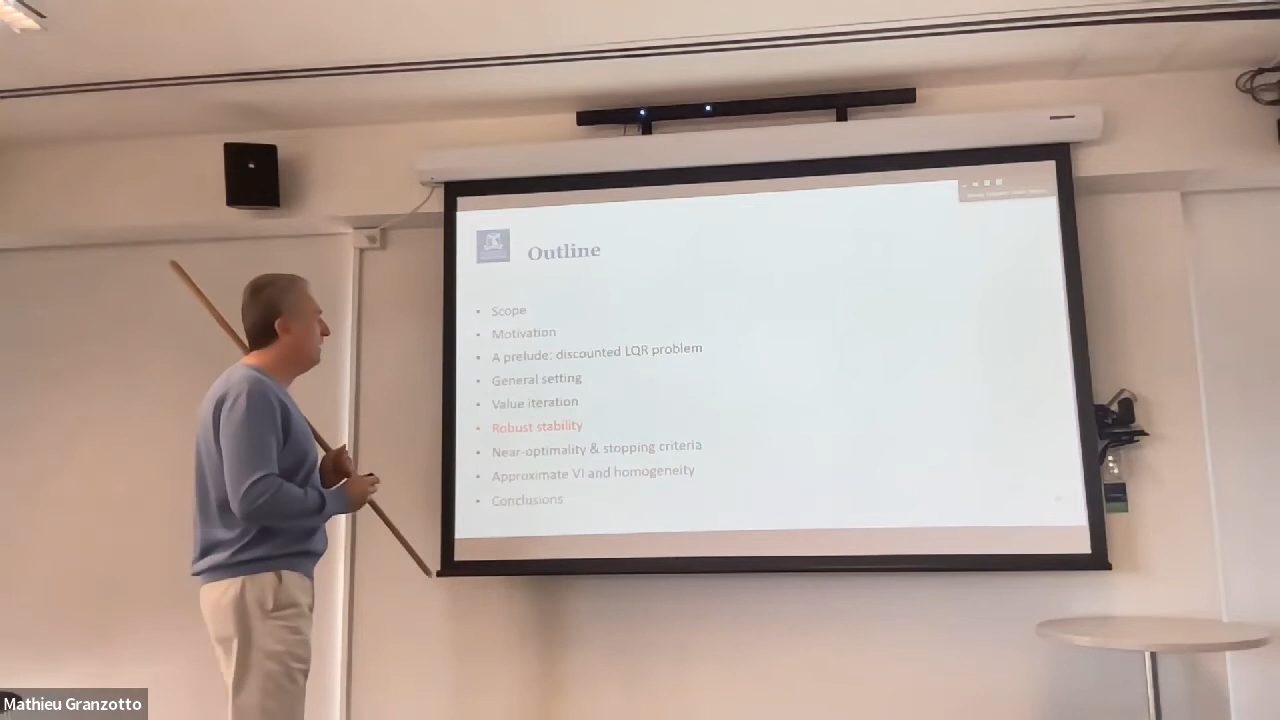 Outline
• Scope
• Motivation
• A prelude: discounted LQR problem
• General setting
• Value iteration
• Robust stability
• Near-optimality & stopping criteria
• Approximate VI and homogeneity
• Conclusions
Mathieu Granzotto